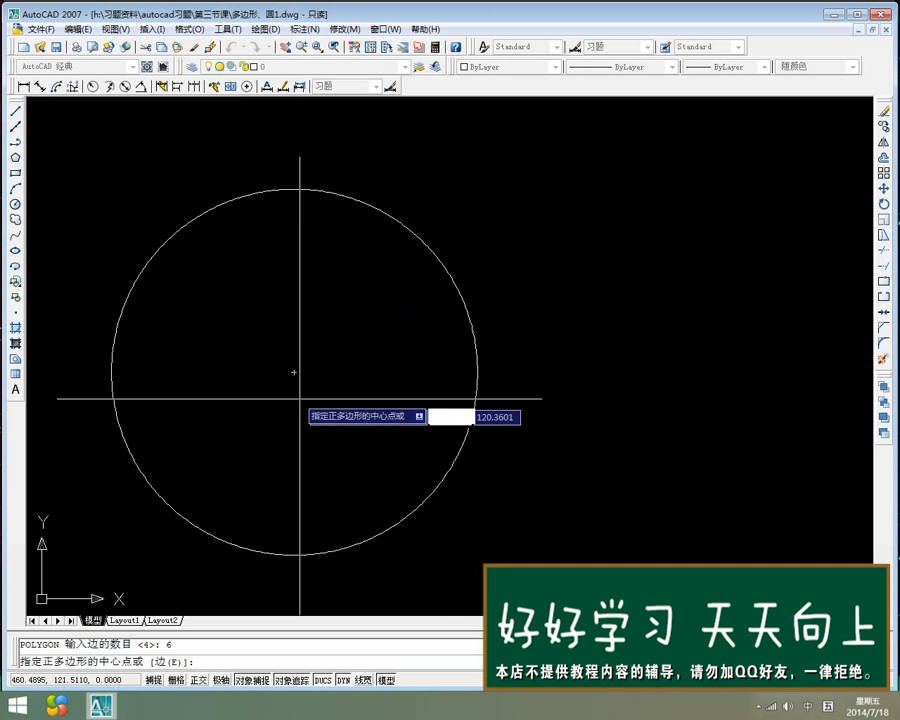 AutoCAD 2007 - [h:\习题资料\autocad习题\第三节课\多边形、圆1.dwg - 只读]
文件(F) 编辑(E) 视图(V) 插入(I) 格式(O) 工具(T) 绘图(D) 标注(N) 修改(M) 窗口(W) 帮助(H)
Standard 习题 Standard
AutoCAD 经典 0 ByLayer ByLayer ByLayer 随颜色
习题
A
指定正多边形的中心点或 120.3601
Y
X
模型 Layout1 Layout2
POLYGON 输入边的数目 <4>: 6
指定正多边形的中心点或 [边(E)]:
460.4895, 121.5110, 0.0000 捕捉 栅格 正交 极轴 对象捕捉 对象追踪 DUCS DYN 线宽 模型
好好学习 天天向上
本店不提供教程内容的辅导，请勿加QQ好友，一律拒绝。
中 五
星期五
2014/7/18